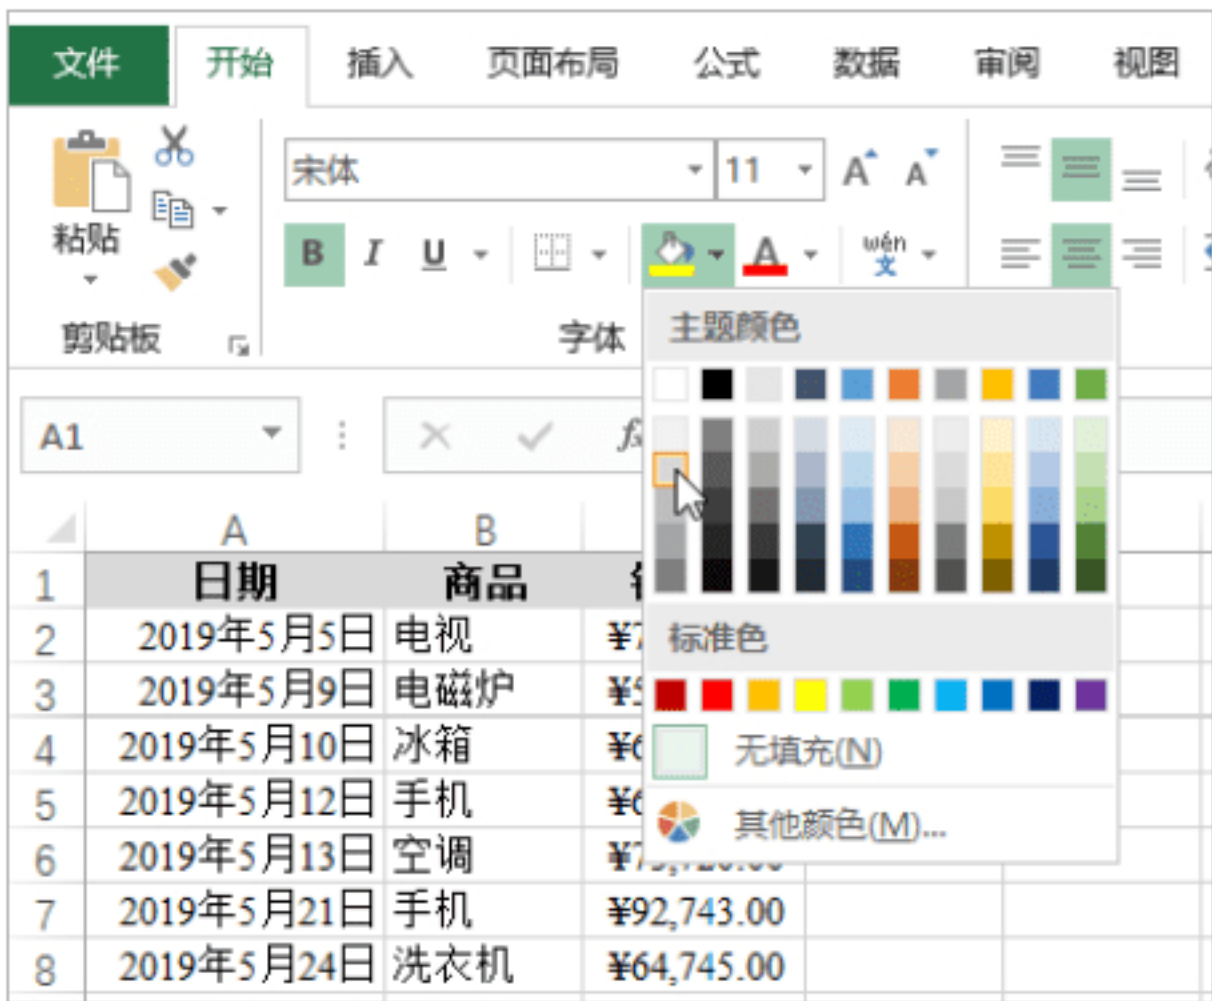 文件 开始 插入 页面布局 公式 数据 审阅 视图
宋体 11 A A
粘贴 B I U A wén 文
剪贴板 字体
主题颜色
A1 fx
A B
1 日期 商品
2 2019年5月5日 电视 ¥7
标准色
3 2019年5月9日 电磁炉 ¥5
4 2019年5月10日 冰箱 ¥6
无填充(N)
5 2019年5月12日 手机 ¥6
其他颜色(M)...
6 2019年5月13日 空调
7 2019年5月21日 手机 ¥92,743.00
8 2019年5月24日 洗衣机 ¥64,745.00